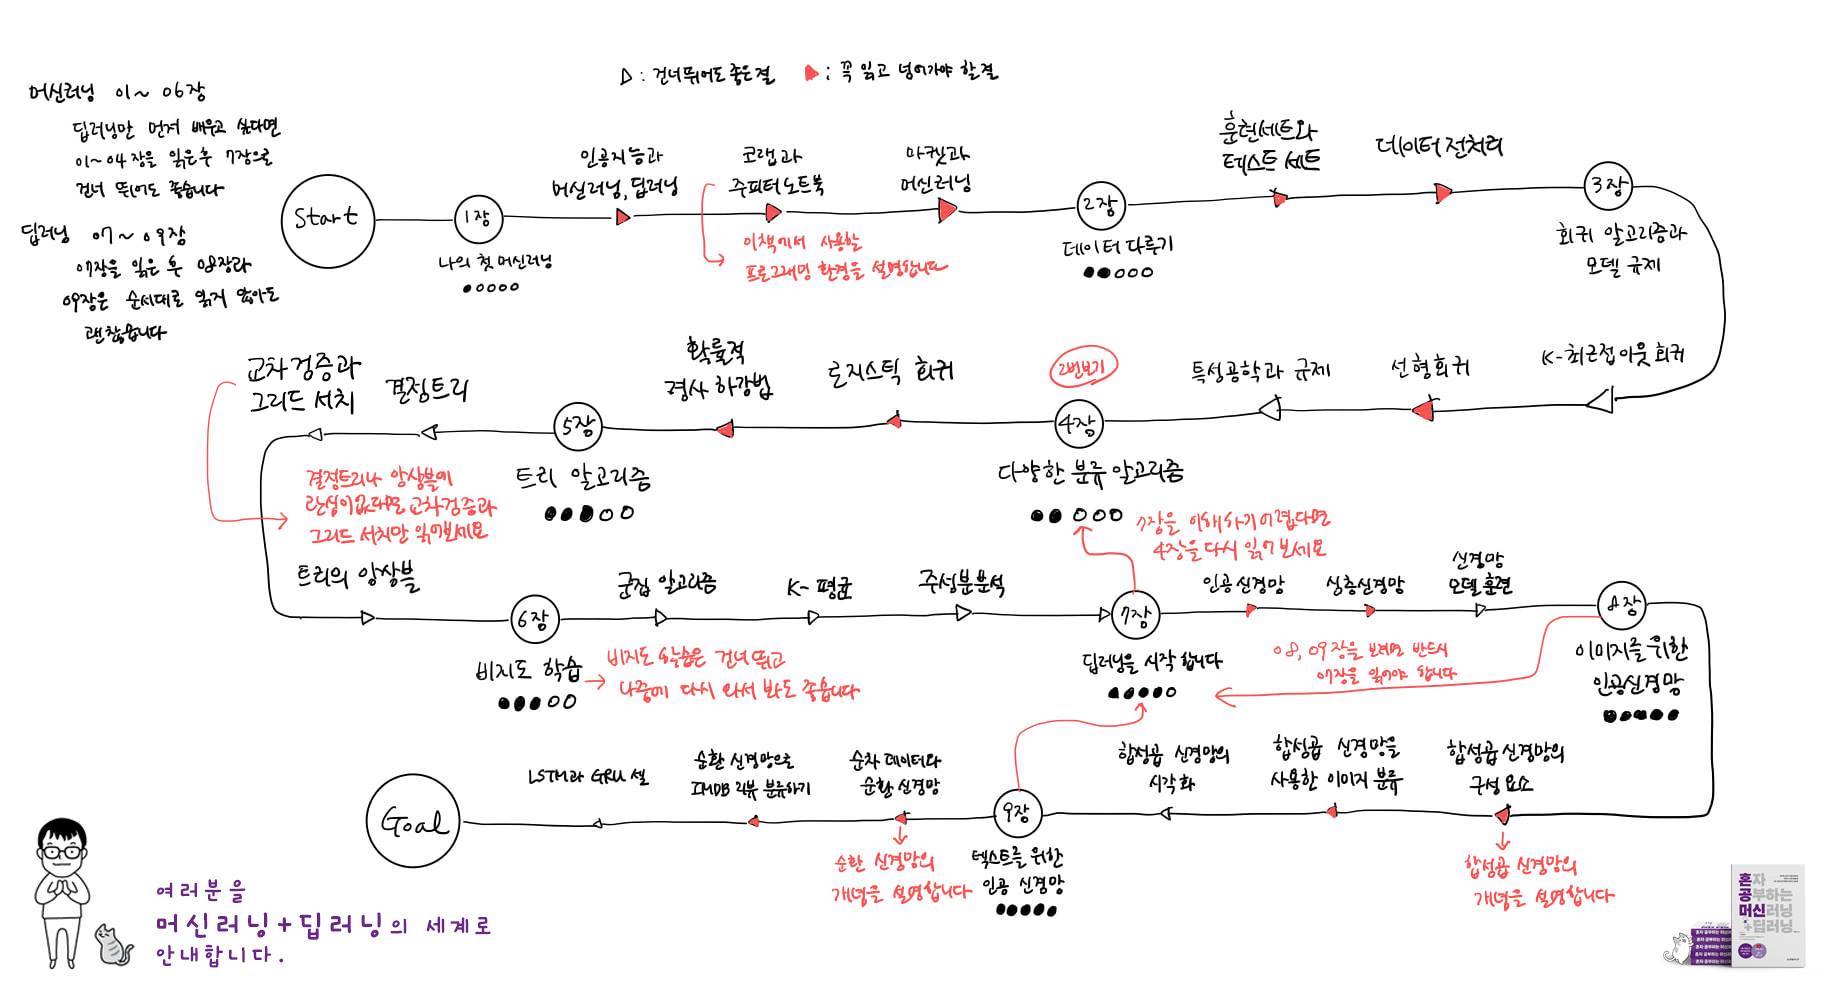 ▷ : 건너뛰어도 좋은 절
▶ : 꼭 읽고 넘어가야 할 절
머신러닝 01~06장
딥러닝만 먼저 배우고 싶다면
01~04장을 읽은 후 7장으로
건너 뛰어도 좋습니다
딥러닝 07~09장
07장을 읽은 후 08장과
09장은 순서대로 읽지 않아도
괜찮습니다
Start
1장
나의 첫 머신러닝
인공지능과
머신러닝, 딥러닝
코랩과
주피터 노트북
이책에서 사용할
프로그래밍 환경을 설명합니다
마켓과
머신러닝
2장
데이터 다루기
훈련세트와
테스트 세트
데이터 전처리
3장
회귀 알고리즘과
모델 규제
K-최근접 이웃 회귀
선형회귀
특성공학과 규제
2번보기
4장
다양한 분류 알고리즘
로지스틱 회귀
확률적
경사 하강법
5장
트리 알고리즘
결정트리
교차 검증과
그리드 서치
결정트리나 앙상블에
관심이 없다면 교차검증과
그리드 서치만 읽어보세요
트리의 앙상블
6장
비지도 학습
비지도 학습은 건너 뛰고
나중에 다시 와서 봐도 좋습니다
군집 알고리즘
K- 평균
주성분 분석
7장
딥러닝을 시작합니다
7장을 이해하기 어렵다면
4장을 다시 읽어 보세요
인공 신경망
심층신경망
신경망
모델 훈련
8장
이미지를 위한
인공신경망
08, 09장을 보려면 반드시
07장을 읽어야 합니다
합성곱 신경망의
구성 요소
합성곱 신경망의
개념을 설명합니다
합성곱 신경망을
사용한 이미지 분류
합성곱 신경망의
시각화
9장
텍스트를 위한
인공 신경망
순차 데이터와
순환 신경망
순환 신경망의
개념을 설명합니다
순환 신경망으로
IMDB 리뷰 분류하기
LSTM과 GRU 셀
Goal
여러분을
머신러닝+딥러닝의 세계로
안내합니다.
혼자
공부하는
머신러닝
+딥러닝